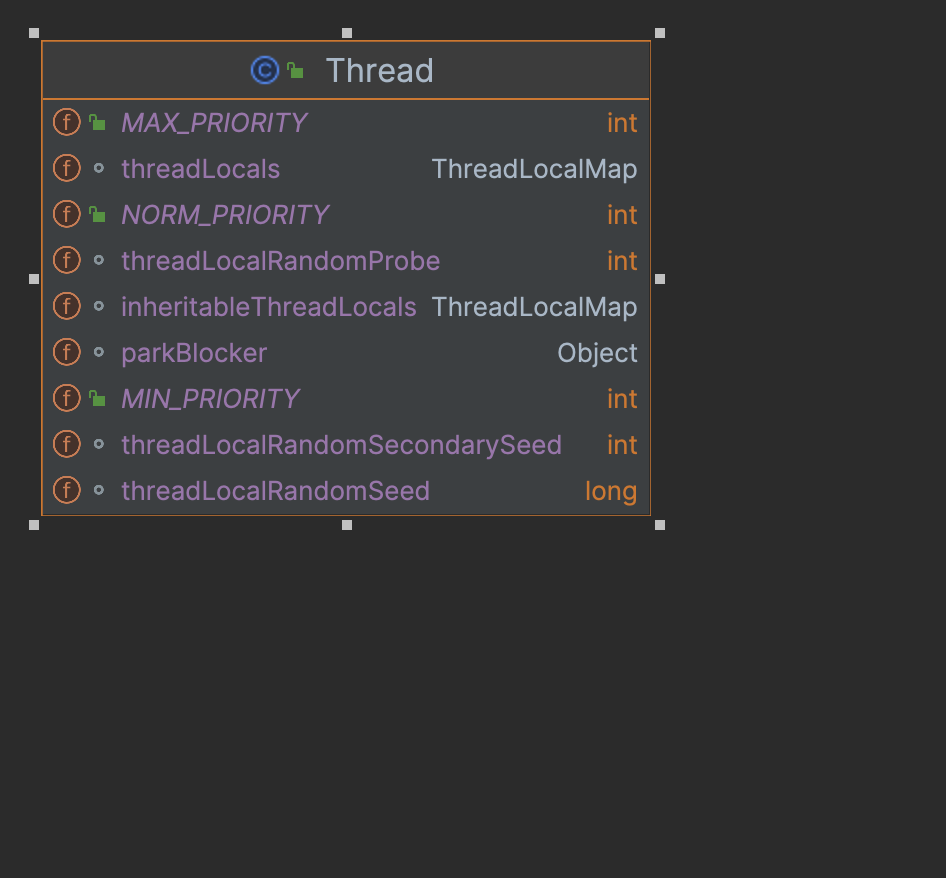 Thread
MAX_PRIORITY int
threadLocals ThreadLocalMap
NORM_PRIORITY int
threadLocalRandomProbe int
inheritableThreadLocals ThreadLocalMap
parkBlocker Object
MIN_PRIORITY int
threadLocalRandomSecondarySeed int
threadLocalRandomSeed long